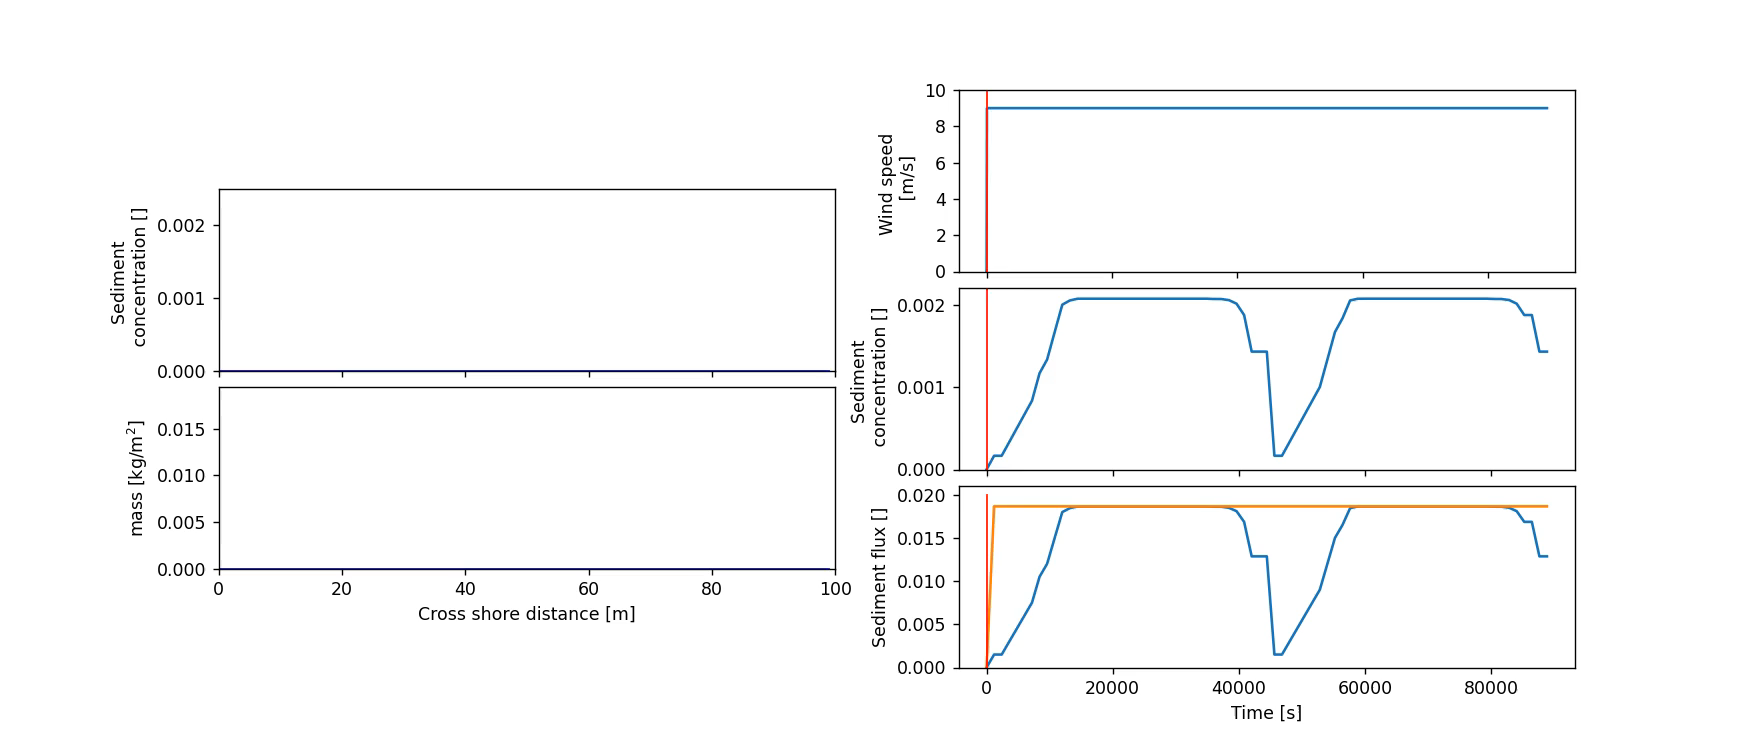 Sediment
concentration []
0.002
0.001
0.000
mass [kg/m²]
0.015
0.010
0.005
0.000
0 20 40 60 80 100
Cross shore distance [m]
Wind speed
[m/s]
10
8
6
4
2
0
Sediment
concentration []
0.002
0.001
0.000
Sediment flux []
0.020
0.015
0.010
0.005
0.000
0 20000 40000 60000 80000
Time [s]